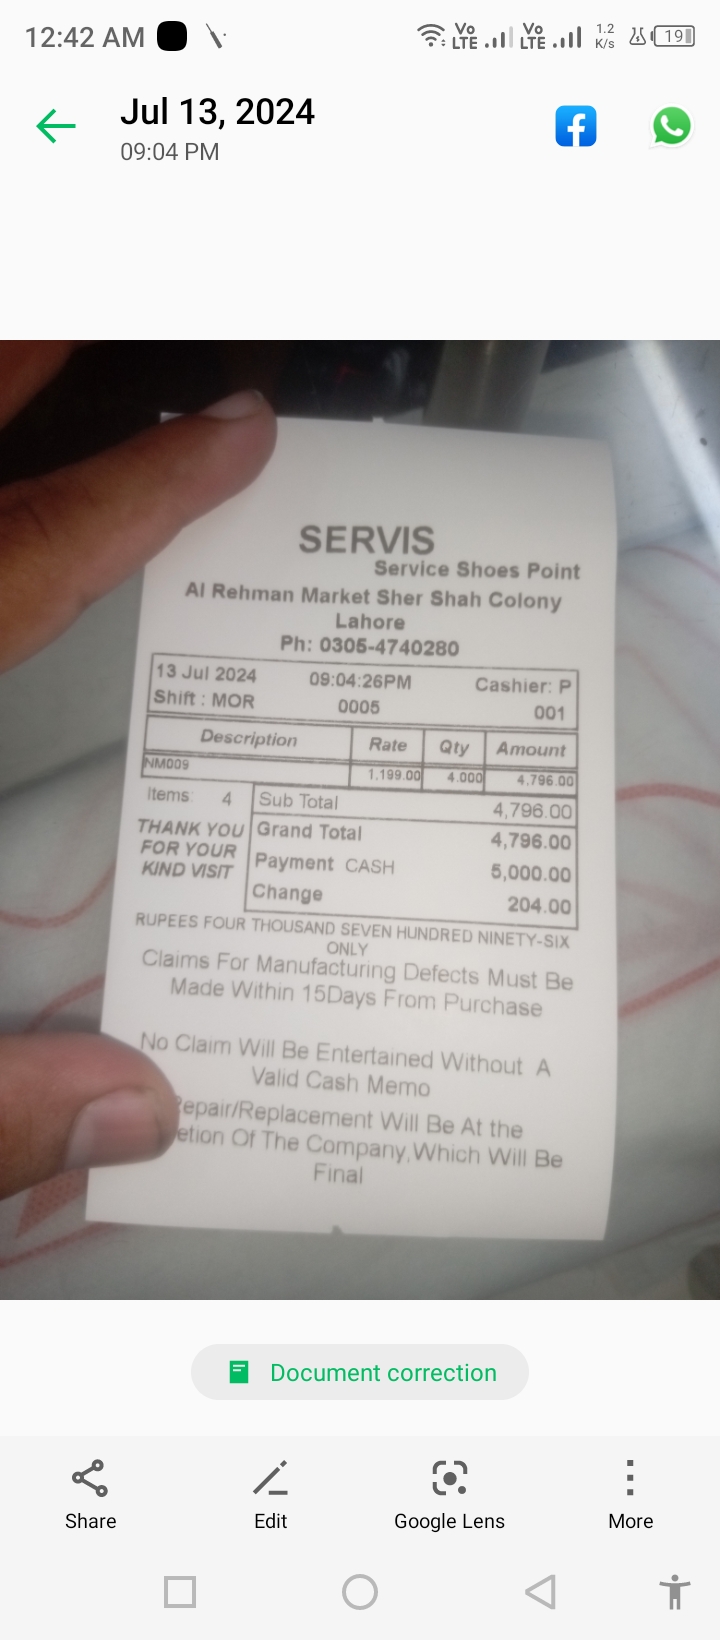 12:42 AM
Vo LTE Vo LTE 1.2 K/s 19
Jul 13, 2024
09:04 PM
SERVIS
Service Shoes Point
Al Rehman Market Sher Shah Colony
Lahore
Ph: 0305-4740280
13 Jul 2024 09:04:26PM Cashier: P
Shift : MOR 0005 001
Description Rate Qty Amount
NM009 1,199.00 4.000 4,796.00
Items: 4 Sub Total 4,796.00
THANK YOU Grand Total 4,796.00
FOR YOUR Payment CASH 5,000.00
KIND VISIT Change 204.00
RUPEES FOUR THOUSAND SEVEN HUNDRED NINETY-SIX
ONLY
Claims For Manufacturing Defects Must Be
Made Within 15Days From Purchase
No Claim Will Be Entertained Without A
Valid Cash Memo
epair/Replacement Will Be At the
etion Of The Company,Which Will Be
Final
Document correction
Share Edit Google Lens More